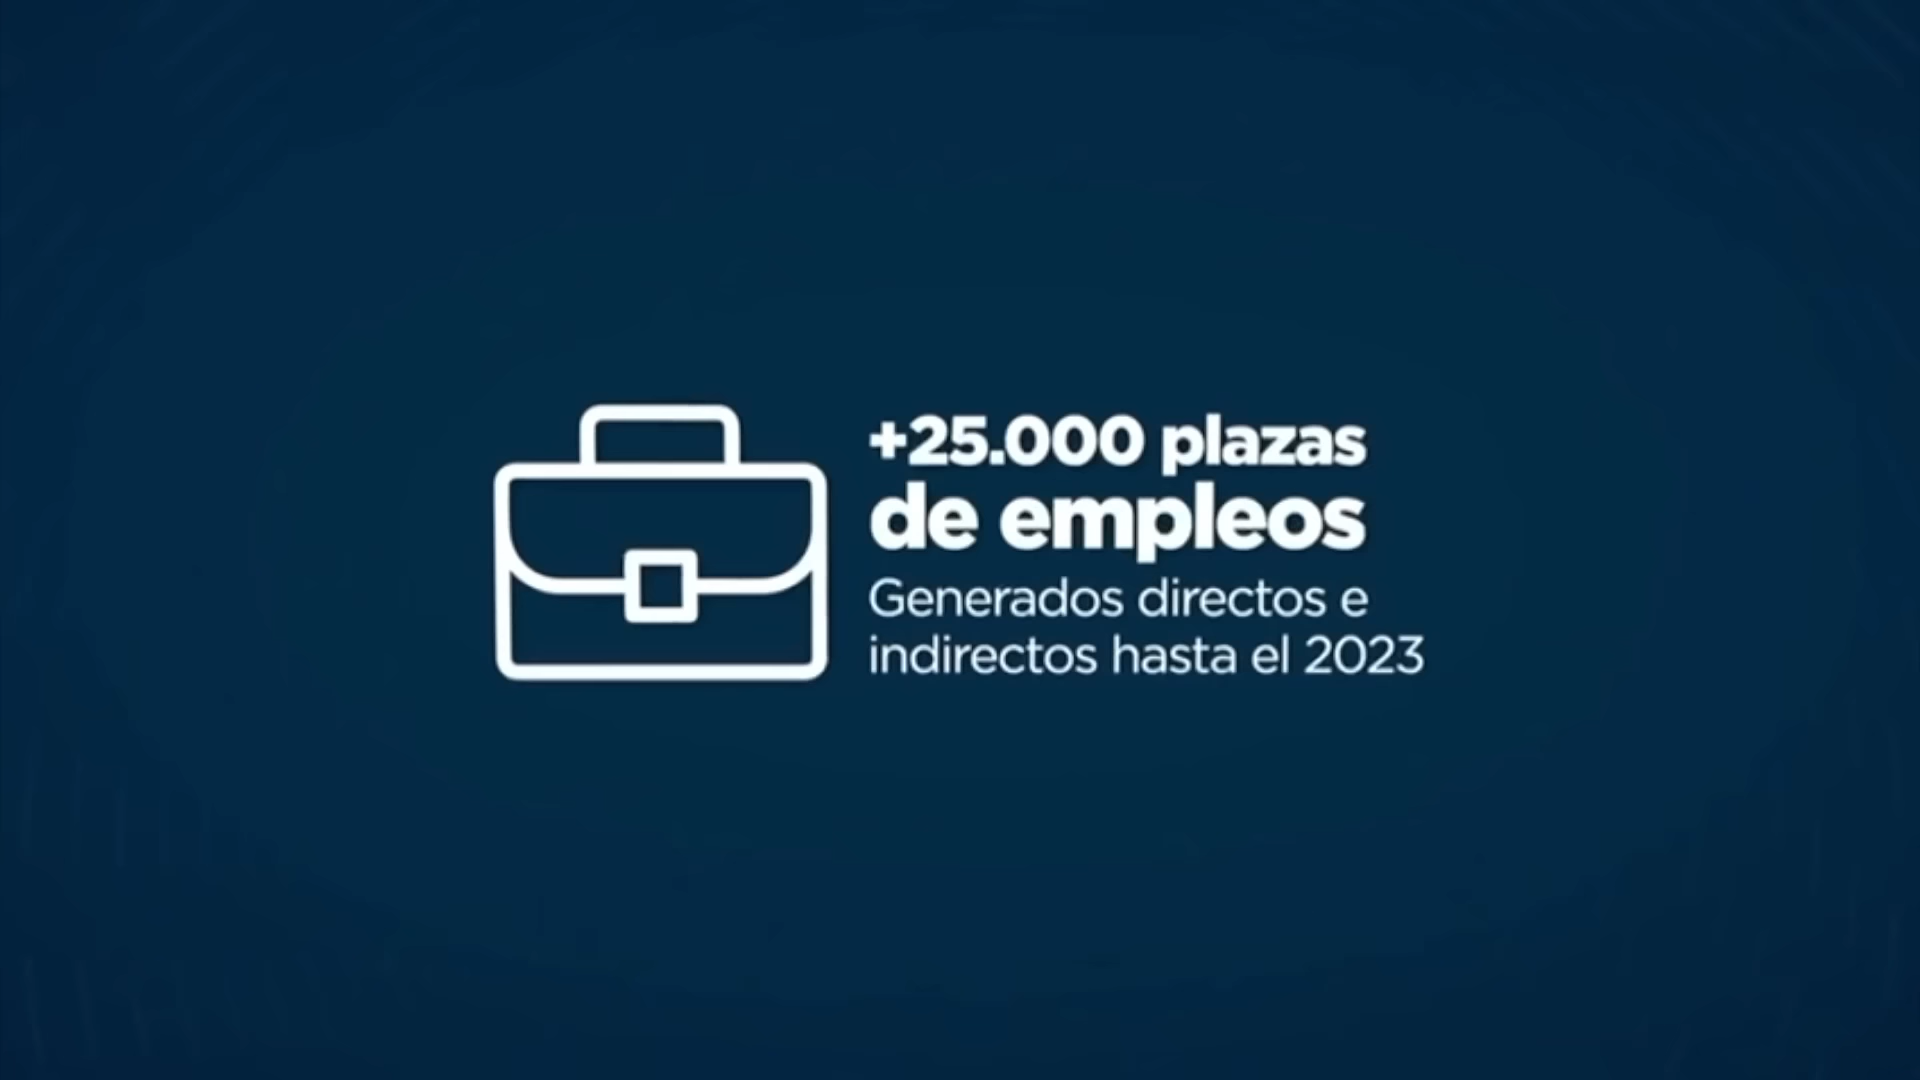 +25.000 plazas
de empleos
Generados directos e
indirectos hasta el 2023